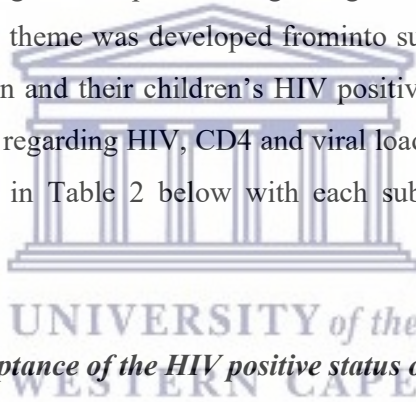 theme was developed frominto su
n and their children's HIV positiv
regarding HIV, CD4 and viral load
in Table 2 below with each sub
UNIVERSITY of the
ptance of the HIV positive status o
WESTERN CAPE